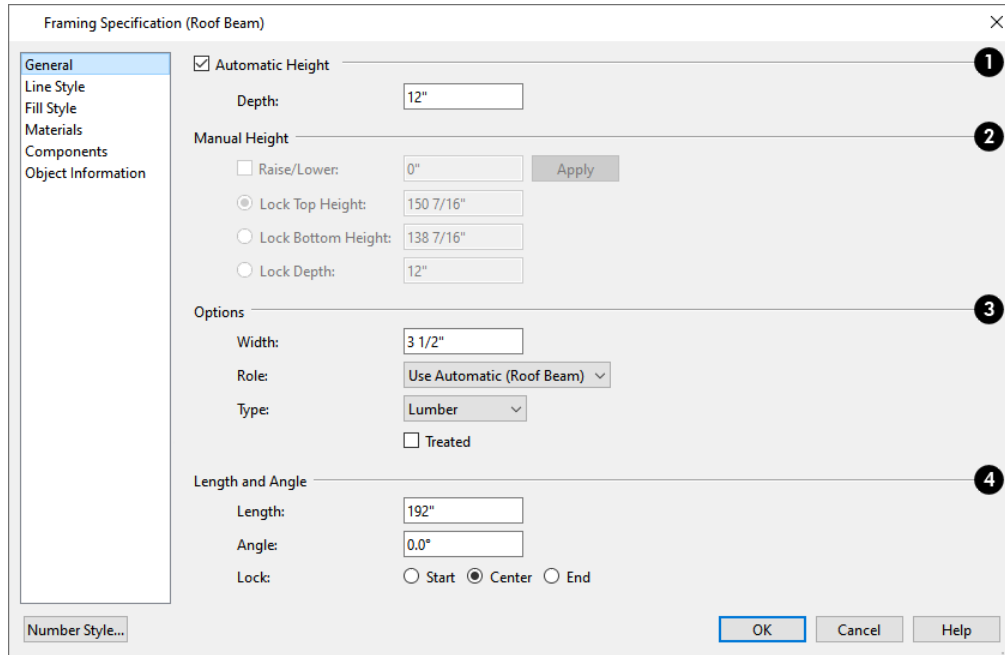 Framing Specification (Roof Beam)
General
Line Style
Fill Style
Materials
Components
Object Information
Automatic Height 1
Depth: 12"
Manual Height 2
Raise/Lower: 0" Apply
Lock Top Height: 150 7/16"
Lock Bottom Height: 138 7/16"
Lock Depth: 12"
Options 3
Width: 3 1/2"
Role: Use Automatic (Roof Beam)
Type: Lumber
Treated
Length and Angle 4
Length: 192"
Angle: 0.0°
Lock: Start Center End
Number Style... OK Cancel Help